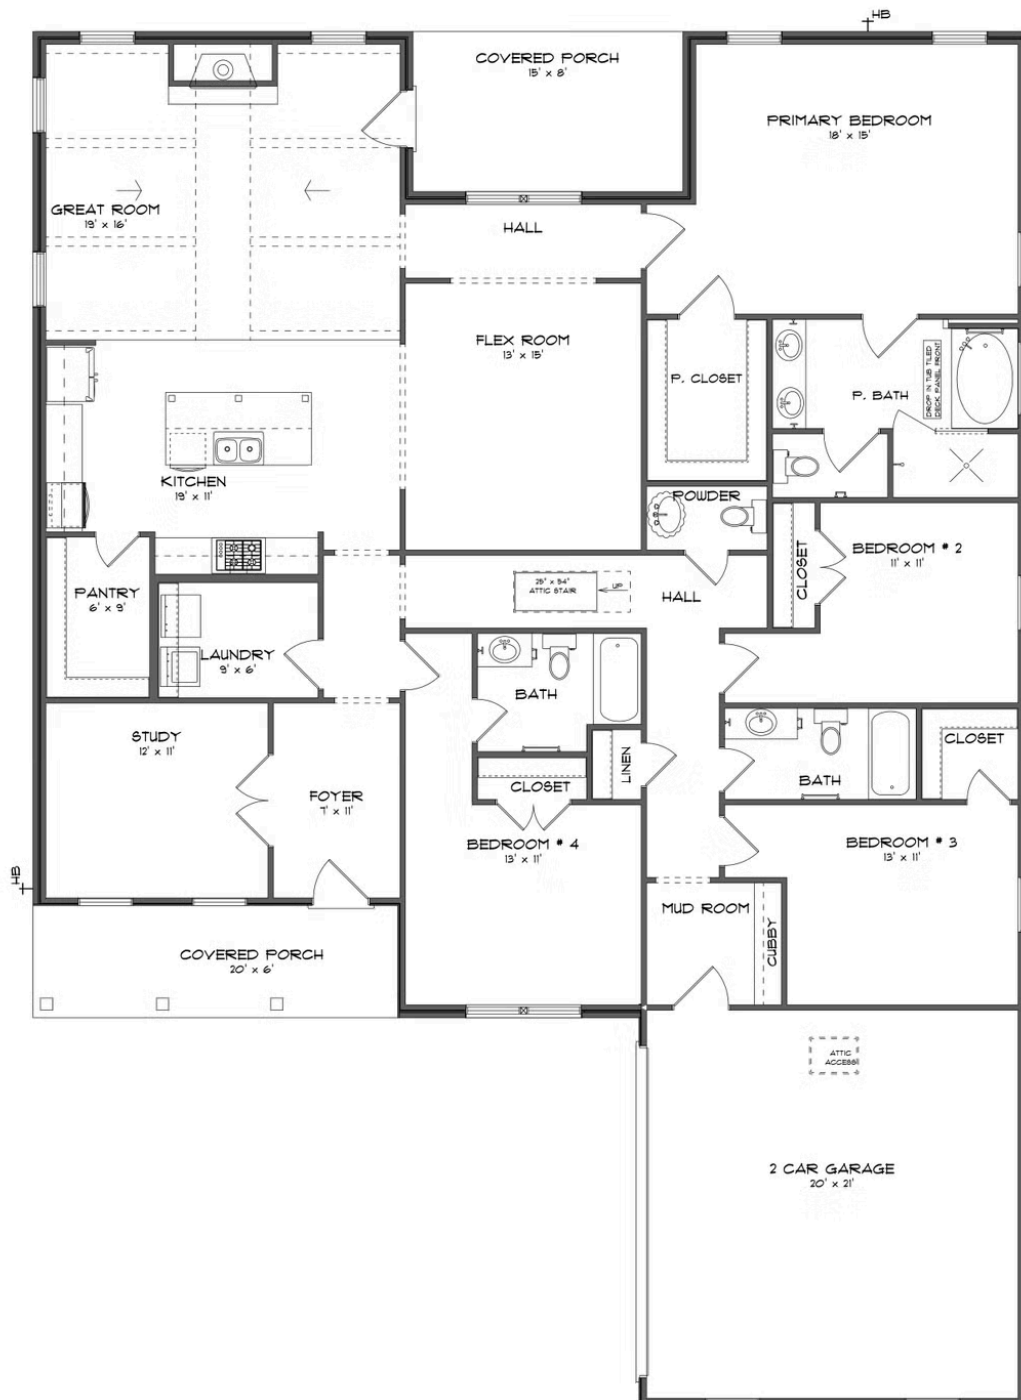 HB
COVERED PORCH
15' x 8'
PRIMARY BEDROOM
18' x 15'
GREAT ROOM
19' x 16'
HALL
FLEX ROOM
13' x 15'
P. CLOSET
P. BATH
DROP IN TUB TILED
DECK, PANEL FRONT
KITCHEN
19' x 11'
POWDER
CLOSET
BEDROOM # 2
11' x 11'
PANTRY
6' x 9'
25" x 54"
ATTIC STAIR
UP
HALL
LAUNDRY
9' x 6'
BATH
STUDY
12' x 11'
FOYER
7' x 11'
LINEN
CLOSET
BATH
CLOSET
BEDROOM # 4
13' x 11'
BEDROOM # 3
13' x 11'
HB
MUD ROOM
CUBBY
COVERED PORCH
20' x 6'
ATTIC
ACCESS
2 CAR GARAGE
20' x 21'